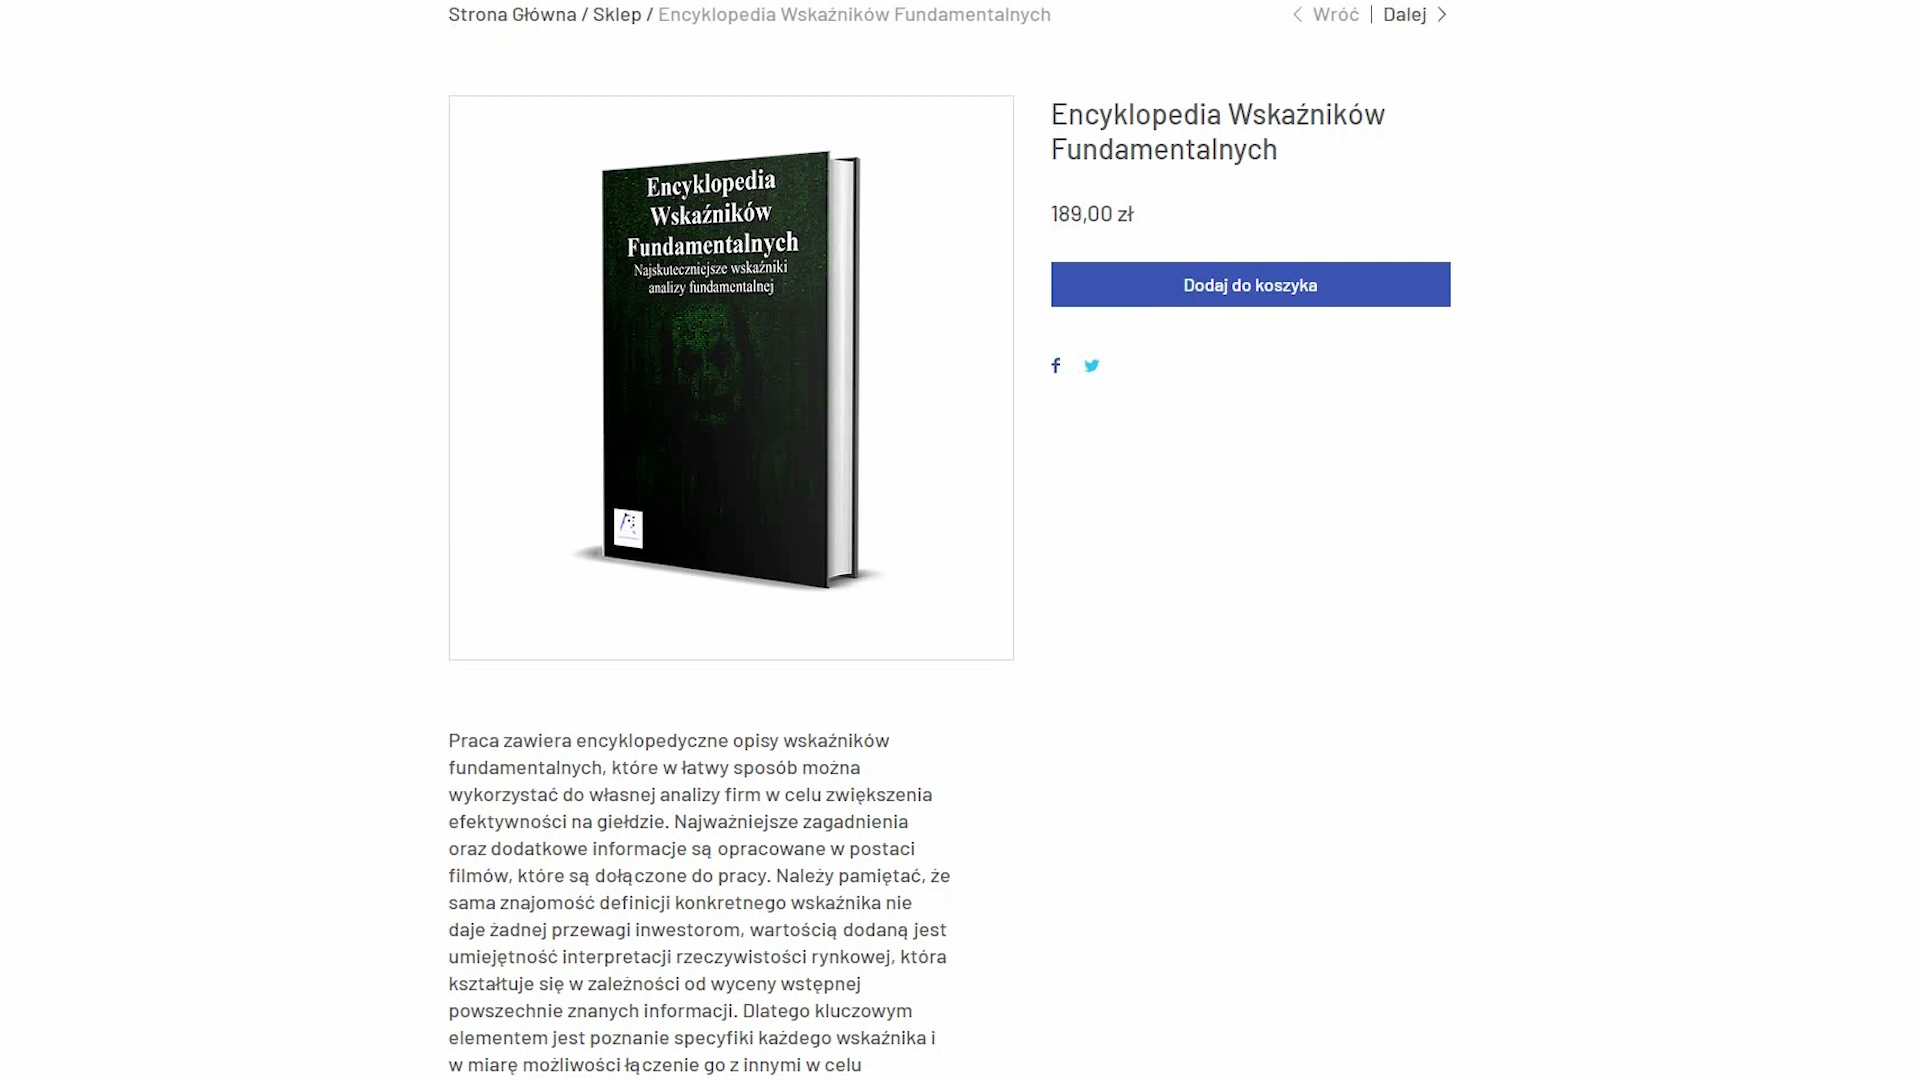 Strona Główna / Sklep / Encyklopedia Wskaźników Fundamentalnych
Wróć | Dalej
Encyklopedia
Wskaźników
Fundamentalnych
Najskuteczniejsze wskaźniki
analizy fundamentalnej
Encyklopedia Wskaźników
Fundamentalnych
189,00 zł
Dodaj do koszyka
Praca zawiera encyklopedyczne opisy wskaźników
fundamentalnych, które w łatwy sposób można
wykorzystać do własnej analizy firm w celu zwiększenia
efektywności na giełdzie. Najważniejsze zagadnienia
oraz dodatkowe informacje są opracowane w postaci
filmów, które są dołączone do pracy. Należy pamiętać, że
sama znajomość definicji konkretnego wskaźnika nie
daje żadnej przewagi inwestorom, wartością dodaną jest
umiejętność interpretacji rzeczywistości rynkowej, która
kształtuje się w zależności od wyceny wstępnej
powszechnie znanych informacji. Dlatego kluczowym
elementem jest poznanie specyfiki każdego wskaźnika i
w miarę możliwości łączenie go z innymi w celu